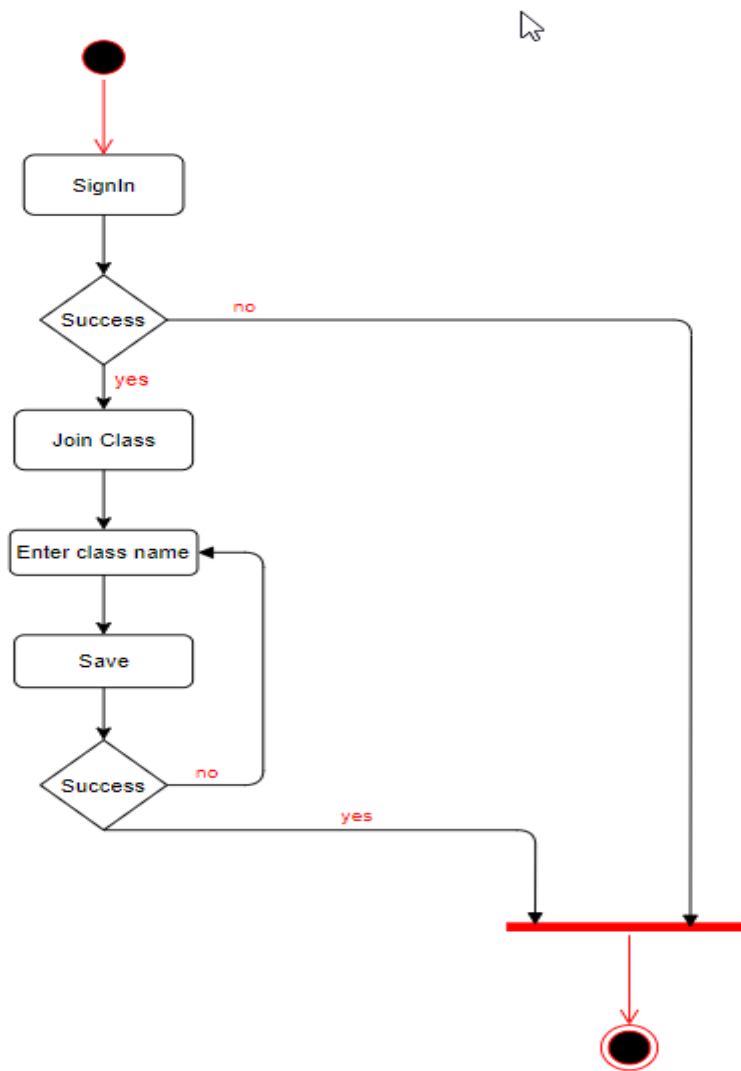 SignIn
Success
no
yes
Join Class
Enter class name
Save
Success
no
yes